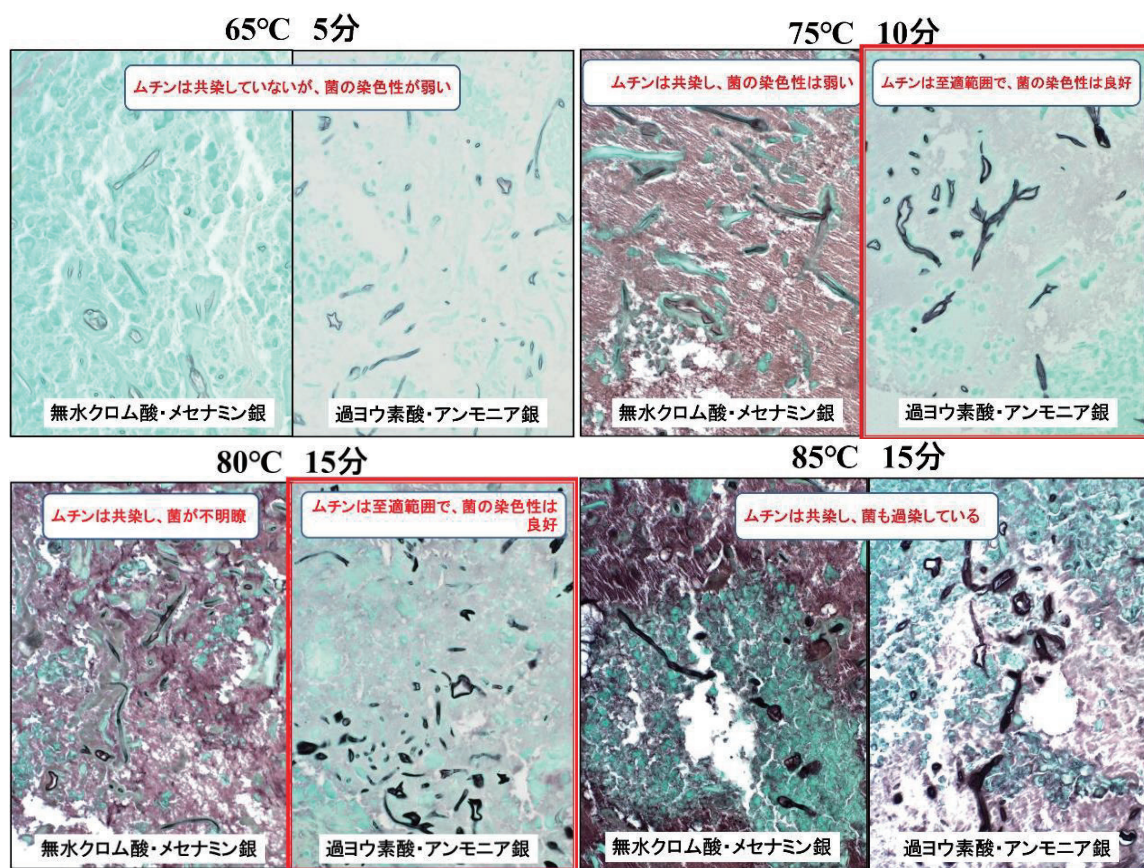 65℃ 5分
ムチンは共染していないが、菌の染色性が弱い
無水クロム酸・メセナミン銀
過ヨウ素酸・アンモニア銀
75℃ 10分
ムチンは共染し、菌の染色性は弱い
ムチンは至適範囲で、菌の染色性は良好
無水クロム酸・メセナミン銀
過ヨウ素酸・アンモニア銀
80℃ 15分
ムチンは共染し、菌が不明瞭
ムチンは至適範囲で、菌の染色性は
良好
無水クロム酸・メセナミン銀
過ヨウ素酸・アンモニア銀
85℃ 15分
ムチンは共染し、菌も過染している
無水クロム酸・メセナミン銀
過ヨウ素酸・アンモニア銀